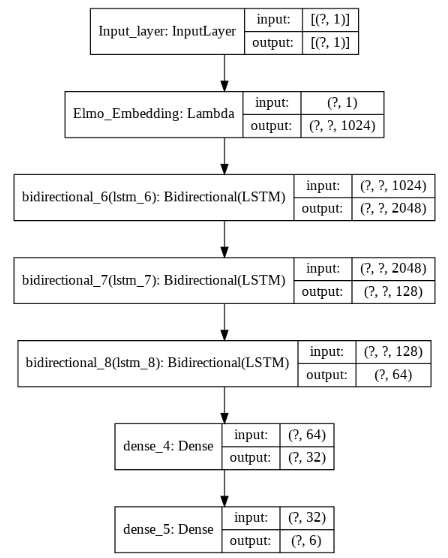 Input_layer: InputLayer
input: [(?, 1)]
output: [(?, 1)]
Elmo_Embedding: Lambda
input: (?, 1)
output: (?, ?, 1024)
bidirectional_6(lstm_6): Bidirectional(LSTM)
input: (?, ?, 1024)
output: (?, ?, 2048)
bidirectional_7(lstm_7): Bidirectional(LSTM)
input: (?, ?, 2048)
output: (?, ?, 128)
bidirectional_8(lstm_8): Bidirectional(LSTM)
input: (?, ?, 128)
output: (?, 64)
dense_4: Dense
input: (?, 64)
output: (?, 32)
dense_5: Dense
input: (?, 32)
output: (?, 6)